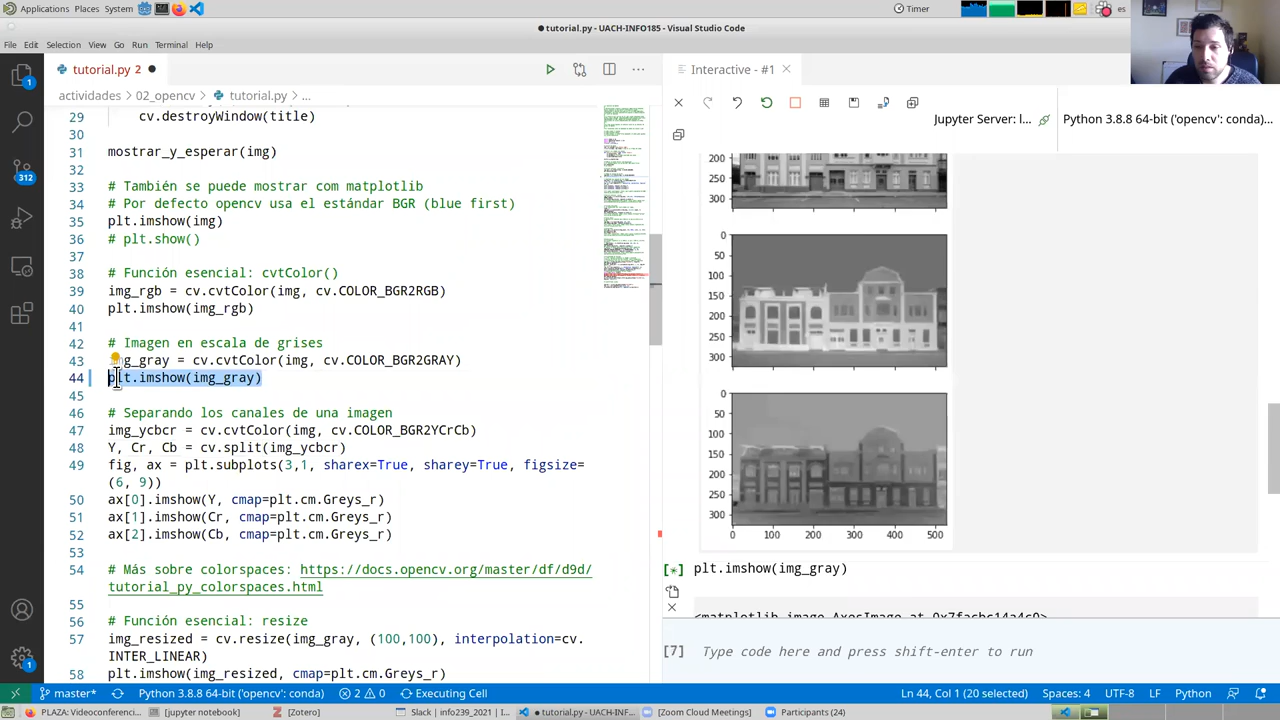 Applications Places System Timer es
tutorial.py - UACH-INFO185 - Visual Studio Code
File Edit Selection View Go Run Terminal Help
tutorial.py 2 Interactive - #1
actividades > 02_opencv > tutorial.py > ...
Jupyter Server: l... Python 3.8.8 64-bit ('opencv': conda)
29 cv.destroyWindow(title)
30
31 mostrar_y_esperar(img)
32
33 # También se puede mostrar com matplotlib
34 # Por defecto opencv usa el estandar BGR (blue first)
35 plt.imshow(img)
36 # plt.show()
37
38 # Función esencial: cvtColor()
39 img_rgb = cv.cvtColor(img, cv.COLOR_BGR2RGB)
40 plt.imshow(img_rgb)
41
42 # Imagen en escala de grises
43 img_gray = cv.cvtColor(img, cv.COLOR_BGR2GRAY)
44 plt.imshow(img_gray)
45
46 # Separando los canales de una imagen
47 img_ycbcr = cv.cvtColor(img, cv.COLOR_BGR2YCrCb)
48 Y, Cr, Cb = cv.split(img_ycbcr)
49 fig, ax = plt.subplots(3,1, sharex=True, sharey=True, figsize=
(6, 9))
50 ax[0].imshow(Y, cmap=plt.cm.Greys_r)
51 ax[1].imshow(Cr, cmap=plt.cm.Greys_r)
52 ax[2].imshow(Cb, cmap=plt.cm.Greys_r)
53
54 # Más sobre colorspaces: https://docs.opencv.org/master/df/d9d/
tutorial_py_colorspaces.html
55
56 # Función esencial: resize
57 img_resized = cv.resize(img_gray, (100,100), interpolation=cv.
INTER_LINEAR)
58 plt.imshow(img_resized, cmap=plt.cm.Greys_r)
1
312
1
200
250
300
0
50
100
150
200
250
300
0
50
100
150
200
250
300
0 100 200 300 400 500
[*] plt.imshow(img_gray)
[7] Type code here and press shift-enter to run
master* Python 3.8.8 64-bit ('opencv': conda) 2 0 Executing Cell Ln 44, Col 1 (20 selected) Spaces: 4 UTF-8 LF Python
PLAZA: Videoconferenci... [jupyter notebook] [Zotero] Slack | info239_2021 | I... tutorial.py - UACH-INF... [Zoom Cloud Meetings] Participants (24)